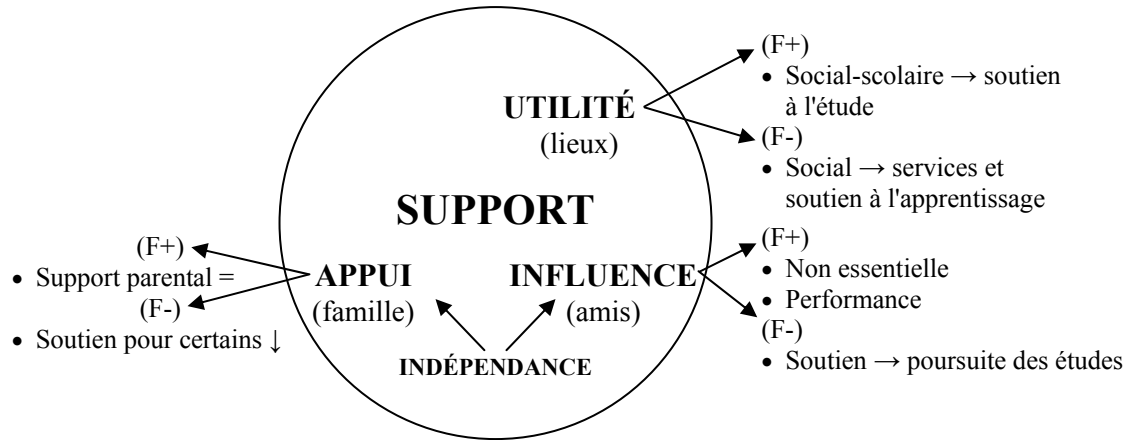 (F+)
• Social-scolaire → soutien
à l'étude
UTILITÉ
(lieux)
(F-)
• Social → services et
soutien à l'apprentissage
SUPPORT
(F+)
• Support parental =
(F-)
• Soutien pour certains ↓
APPUI
(famille)
INFLUENCE
(amis)
(F+)
• Non essentielle
• Performance
(F-)
• Soutien → poursuite des études
INDÉPENDANCE